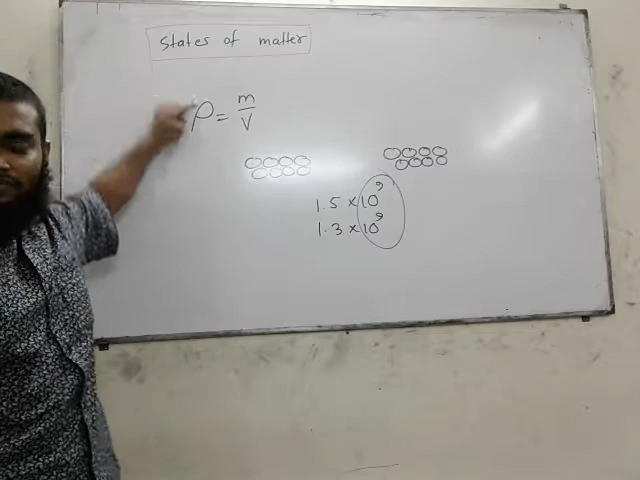 States of matter
ρ = m/V
1.5 × 10⁹
1.3 × 10⁹